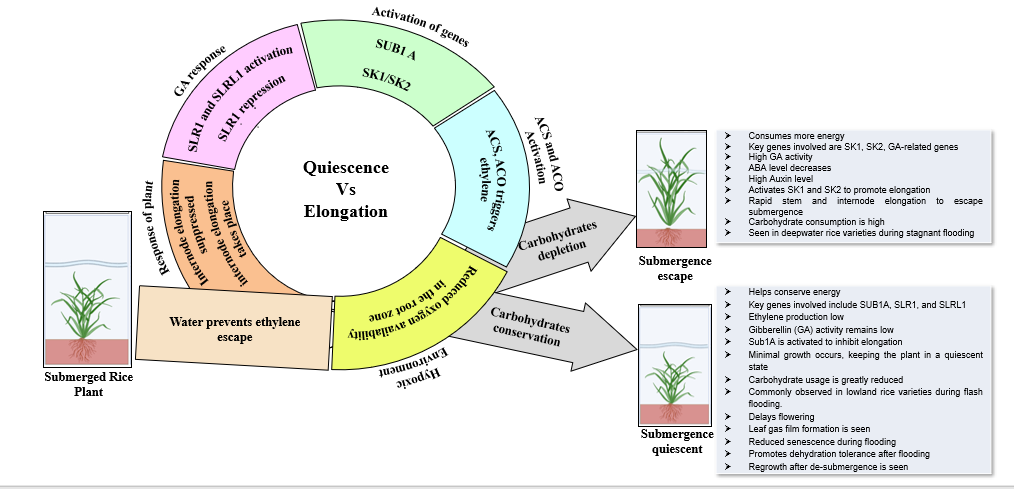 Activation of genes
SUB1 A
SK1/SK2
GA response
SLR1 and SLRL1 activation
SLR1 repression
ACS and ACO
Activation
ACS, ACO triggers
ethylene
Quiescence
Vs
Elongation
Response of plant
Internode elongation
suppressed
internode elongation
takes place
Reduced oxygen availability
in the root zone
Hypoxic
Environment
Water prevents ethylene
escape
Submerged Rice
Plant
Carbohydrates
depletion
Carbohydrates
conservation
Submergence
escape
➤ Consumes more energy
➤ Key genes involved are SK1, SK2, GA-related genes
➤ High GA activity
➤ ABA level decreases
➤ High Auxin level
➤ Activates SK1 and SK2 to promote elongation
➤ Rapid stem and internode elongation to escape
submergence
➤ Carbohydrate consumption is high
➤ Seen in deepwater rice varieties during stagnant flooding
Submergence
quiescent
➤ Helps conserve energy
➤ Key genes involved include SUB1A, SLR1, and SLRL1
➤ Ethylene production low
➤ Gibberellin (GA) activity remains low
➤ Sub1A is activated to inhibit elongation
➤ Minimal growth occurs, keeping the plant in a quiescent
state
➤ Carbohydrate usage is greatly reduced
➤ Commonly observed in lowland rice varieties during flash
flooding.
➤ Delays flowering
➤ Leaf gas film formation is seen
➤ Reduced senescence during flooding
➤ Promotes dehydration tolerance after flooding
➤ Regrowth after de-submergence is seen